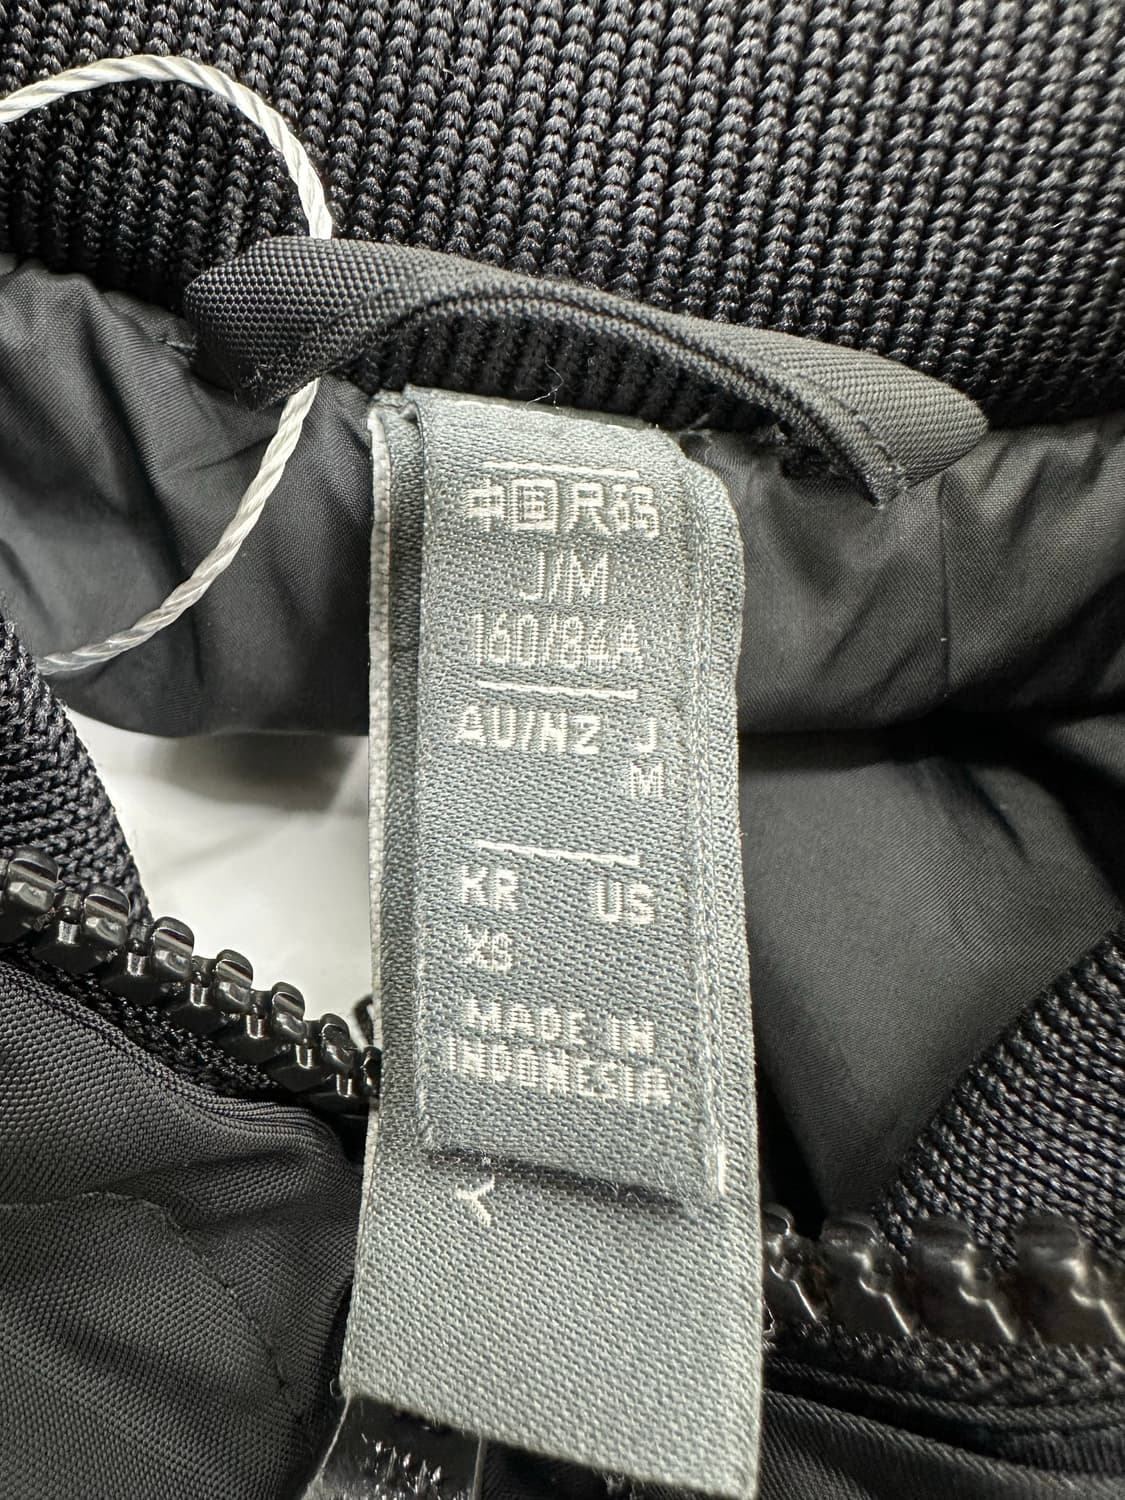 中国尺码
J/M
160/84A
AU/NZ J
M
KR US
XS
MADE IN
INDONESIA